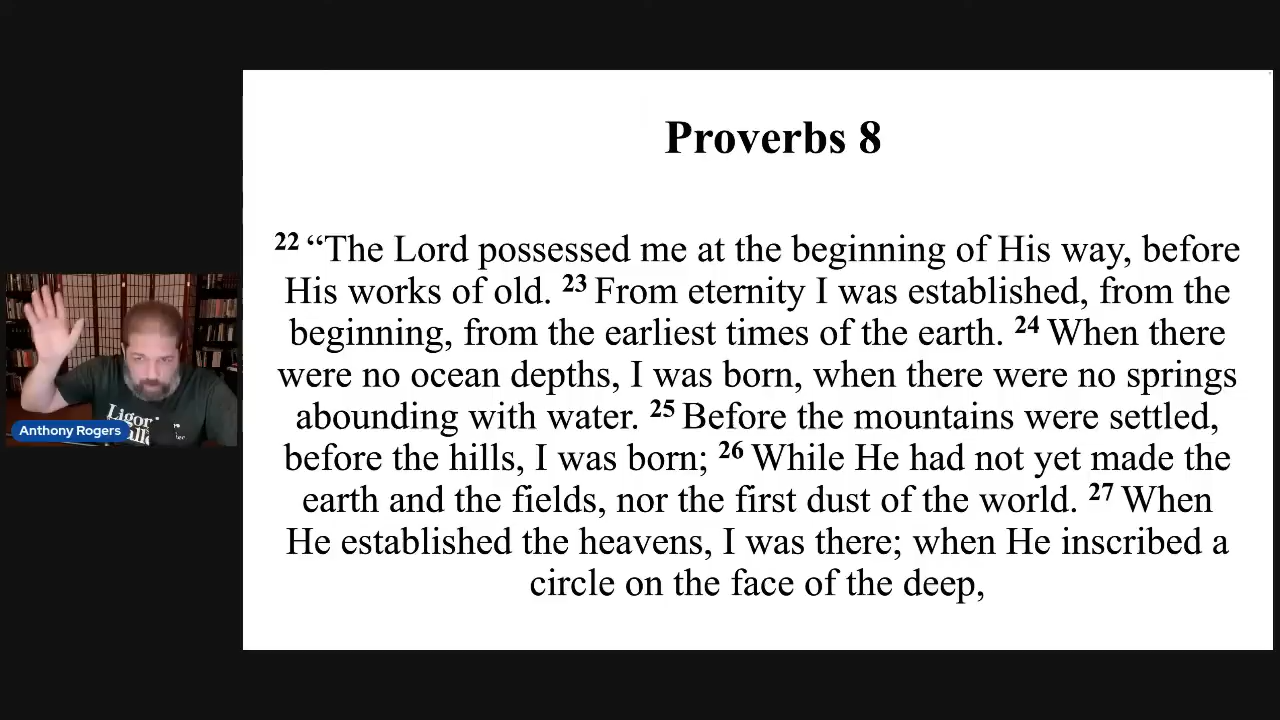 Proverbs 8
22 “The Lord possessed me at the beginning of His way, before
His works of old. 23 From eternity I was established, from the
beginning, from the earliest times of the earth. 24 When there
were no ocean depths, I was born, when there were no springs
abounding with water. 25 Before the mountains were settled,
before the hills, I was born; 26 While He had not yet made the
earth and the fields, nor the first dust of the world. 27 When
He established the heavens, I was there; when He inscribed a
circle on the face of the deep,
Anthony Rogers